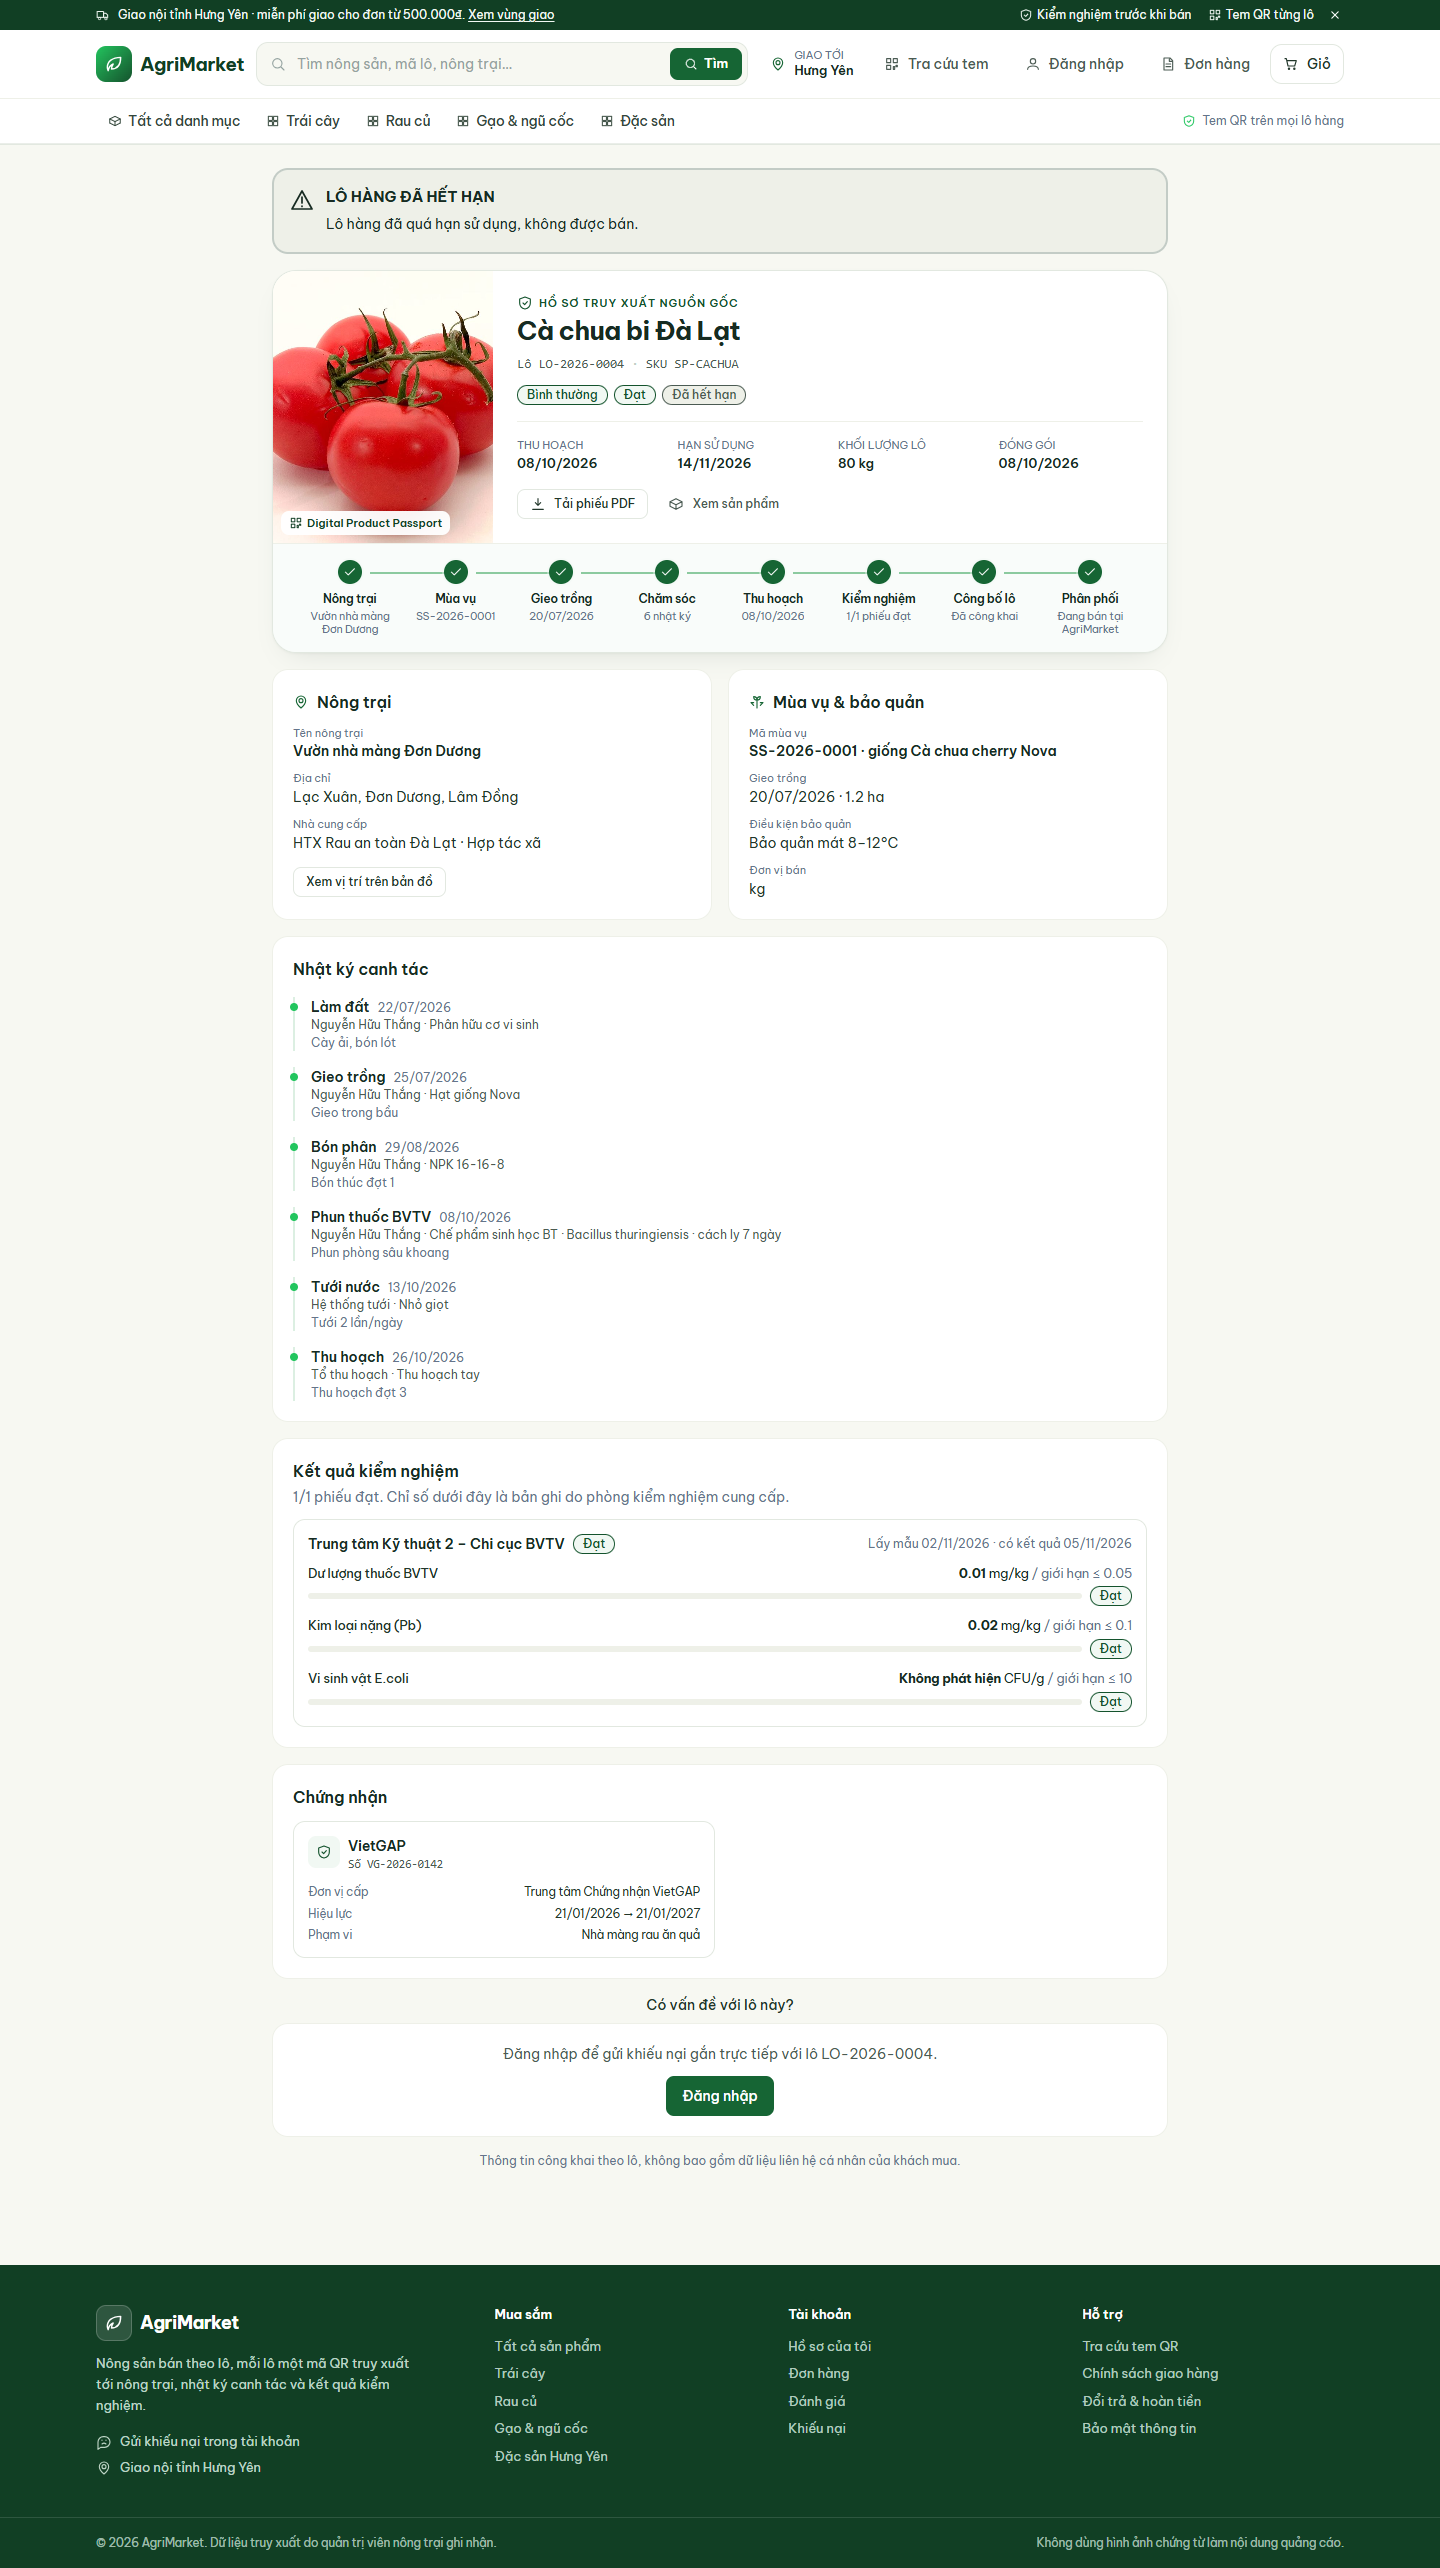 Giao nội tỉnh Hưng Yên · miễn phí giao cho đơn từ 500.000₫. Xem vùng giao
Kiểm nghiệm trước khi bán
Tem QR từng lô
AgriMarket
Tìm nông sản, mã lô, nông trại...
Tìm
GIAO TỚI
Hưng Yên
Tra cứu tem
Đăng nhập
Đơn hàng
Giỏ
Tất cả danh mục
Trái cây
Rau củ
Gạo & ngũ cốc
Đặc sản
Tem QR trên mọi lô hàng
LÔ HÀNG ĐÃ HẾT HẠN
Lô hàng đã quá hạn sử dụng, không được bán.
HỒ SƠ TRUY XUẤT NGUỒN GỐC
Cà chua bi Đà Lạt
Lô LO-2026-0004 · SKU SP-CACHUA
Bình thường
Đạt
Đã hết hạn
THU HOẠCH
08/10/2026
HẠN SỬ DỤNG
14/11/2026
KHỐI LƯỢNG LÔ
80 kg
ĐÓNG GÓI
08/10/2026
Tải phiếu PDF
Xem sản phẩm
Digital Product Passport
Nông trại
Vườn nhà màng Đơn Dương
Mùa vụ
SS-2026-0001
Gieo trồng
20/07/2026
Chăm sóc
6 nhật ký
Thu hoạch
08/10/2026
Kiểm nghiệm
1/1 phiếu đạt
Công bố lô
Đã công khai
Phân phối
Đang bán tại AgriMarket
Nông trại
Tên nông trại
Vườn nhà màng Đơn Dương
Địa chỉ
Lạc Xuân, Đơn Dương, Lâm Đồng
Nhà cung cấp
HTX Rau an toàn Đà Lạt · Hợp tác xã
Xem vị trí trên bản đồ
Mùa vụ & bảo quản
Mã mùa vụ
SS-2026-0001 · giống Cà chua cherry Nova
Gieo trồng
20/07/2026 · 1.2 ha
Điều kiện bảo quản
Bảo quản mát 8–12°C
Đơn vị bán
kg
Nhật ký canh tác
Làm đất 22/07/2026
Nguyễn Hữu Thắng · Phân hữu cơ vi sinh
Cày ải, bón lót
Gieo trồng 25/07/2026
Nguyễn Hữu Thắng · Hạt giống Nova
Gieo trong bầu
Bón phân 29/08/2026
Nguyễn Hữu Thắng · NPK 16-16-8
Bón thúc đợt 1
Phun thuốc BVTV 08/10/2026
Nguyễn Hữu Thắng · Chế phẩm sinh học BT · Bacillus thuringiensis · cách ly 7 ngày
Phun phòng sâu khoang
Tưới nước 13/10/2026
Hệ thống tưới · Nhỏ giọt
Tưới 2 lần/ngày
Thu hoạch 26/10/2026
Tổ thu hoạch · Thu hoạch tay
Thu hoạch đợt 3
Kết quả kiểm nghiệm
1/1 phiếu đạt. Chỉ số dưới đây là bản ghi do phòng kiểm nghiệm cung cấp.
Trung tâm Kỹ thuật 2 – Chi cục BVTV Đạt
Lấy mẫu 02/11/2026 · có kết quả 05/11/2026
Dư lượng thuốc BVTV
0.01 mg/kg / giới hạn ≤ 0.05
Đạt
Kim loại nặng (Pb)
0.02 mg/kg / giới hạn ≤ 0.1
Đạt
Vi sinh vật E.coli
Không phát hiện CFU/g / giới hạn ≤ 10
Đạt
Chứng nhận
VietGAP
Số VG-2026-0142
Đơn vị cấp
Trung tâm Chứng nhận VietGAP
Hiệu lực
21/01/2026 → 21/01/2027
Phạm vi
Nhà màng rau ăn quả
Có vấn đề với lô này?
Đăng nhập để gửi khiếu nại gắn trực tiếp với lô LO-2026-0004.
Đăng nhập
Thông tin công khai theo lô, không bao gồm dữ liệu liên hệ cá nhân của khách mua.
AgriMarket
Nông sản bán theo lô, mỗi lô một mã QR truy xuất
tới nông trại, nhật ký canh tác và kết quả kiểm
nghiệm.
Gửi khiếu nại trong tài khoản
Giao nội tỉnh Hưng Yên
Mua sắm
Tất cả sản phẩm
Trái cây
Rau củ
Gạo & ngũ cốc
Đặc sản Hưng Yên
Tài khoản
Hồ sơ của tôi
Đơn hàng
Đánh giá
Khiếu nại
Hỗ trợ
Tra cứu tem QR
Chính sách giao hàng
Đổi trả & hoàn tiền
Bảo mật thông tin
© 2026 AgriMarket. Dữ liệu truy xuất do quản trị viên nông trại ghi nhận.
Không dùng hình ảnh chứng từ làm nội dung quảng cáo.